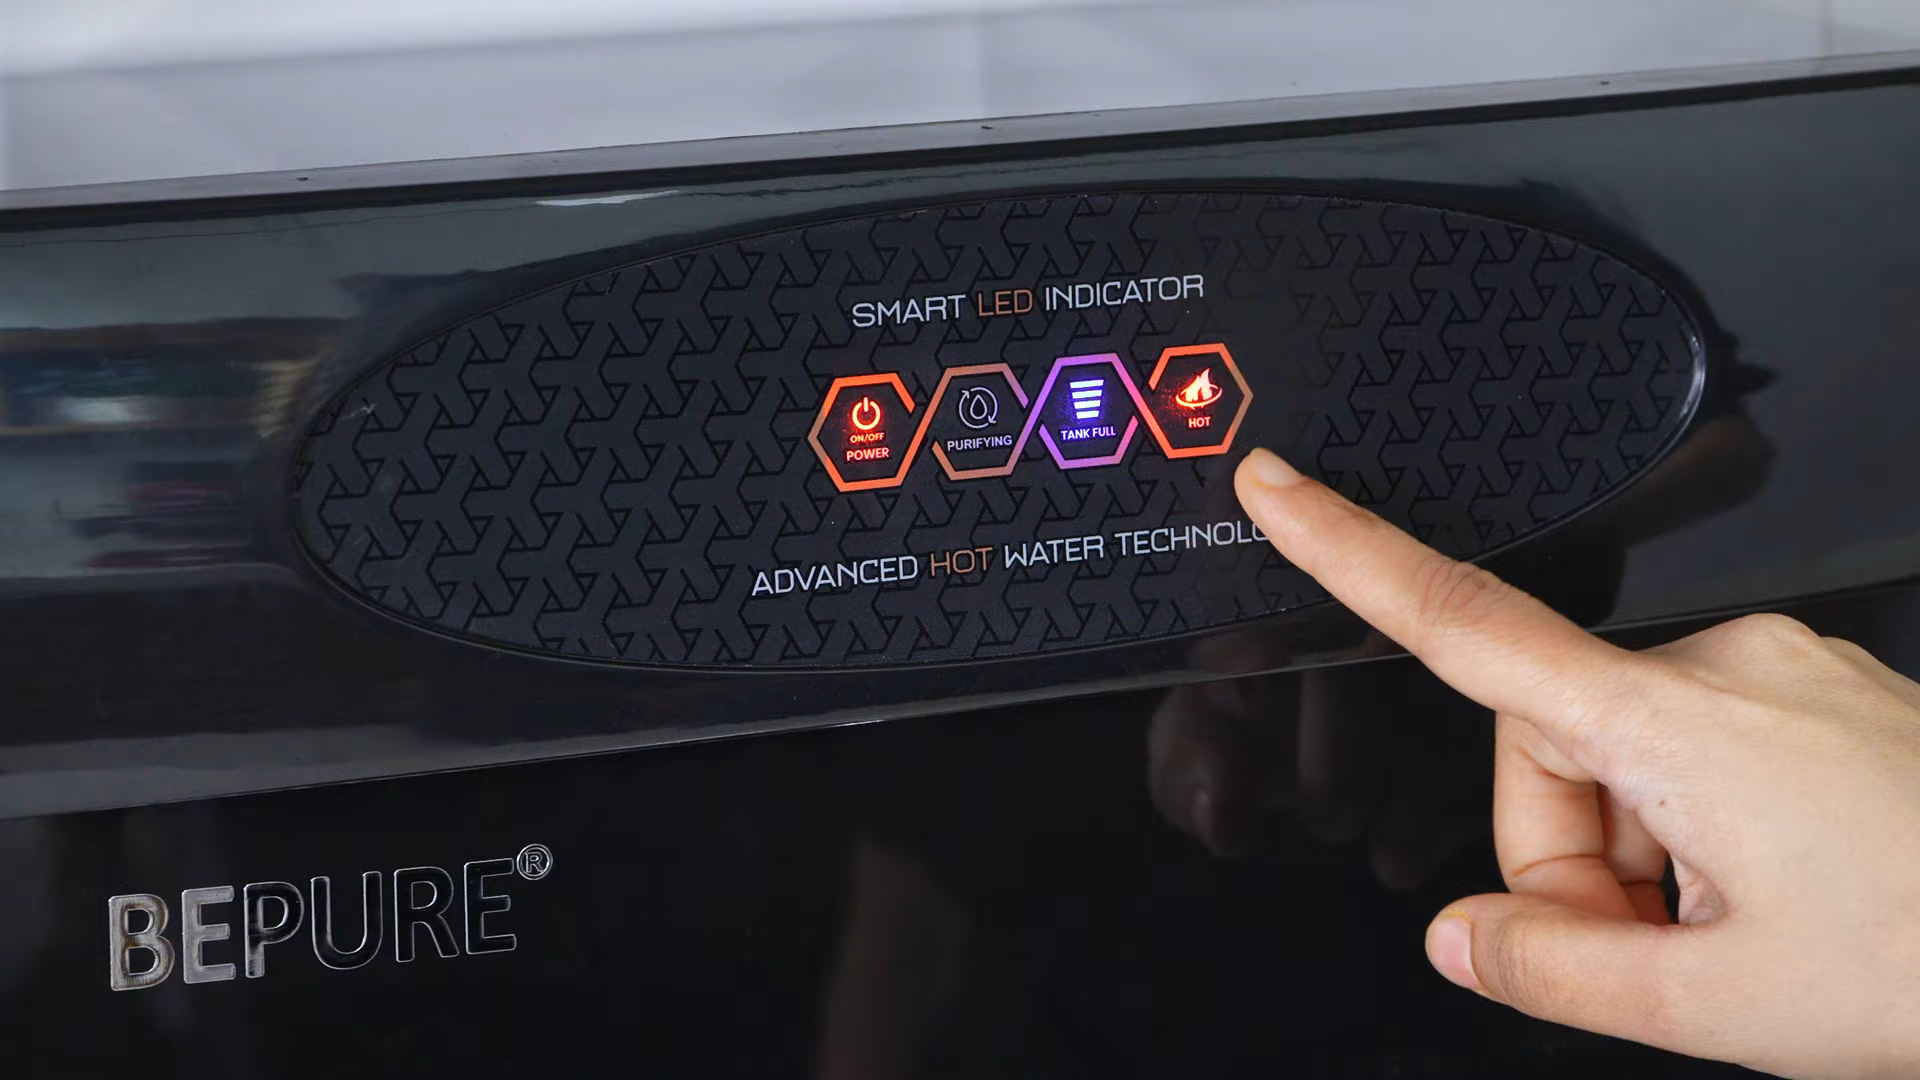 SMART LED INDICATOR
ON/OFF
POWER
PURIFYING
TANK FULL
HOT
ADVANCED HOT WATER
BEPURE®